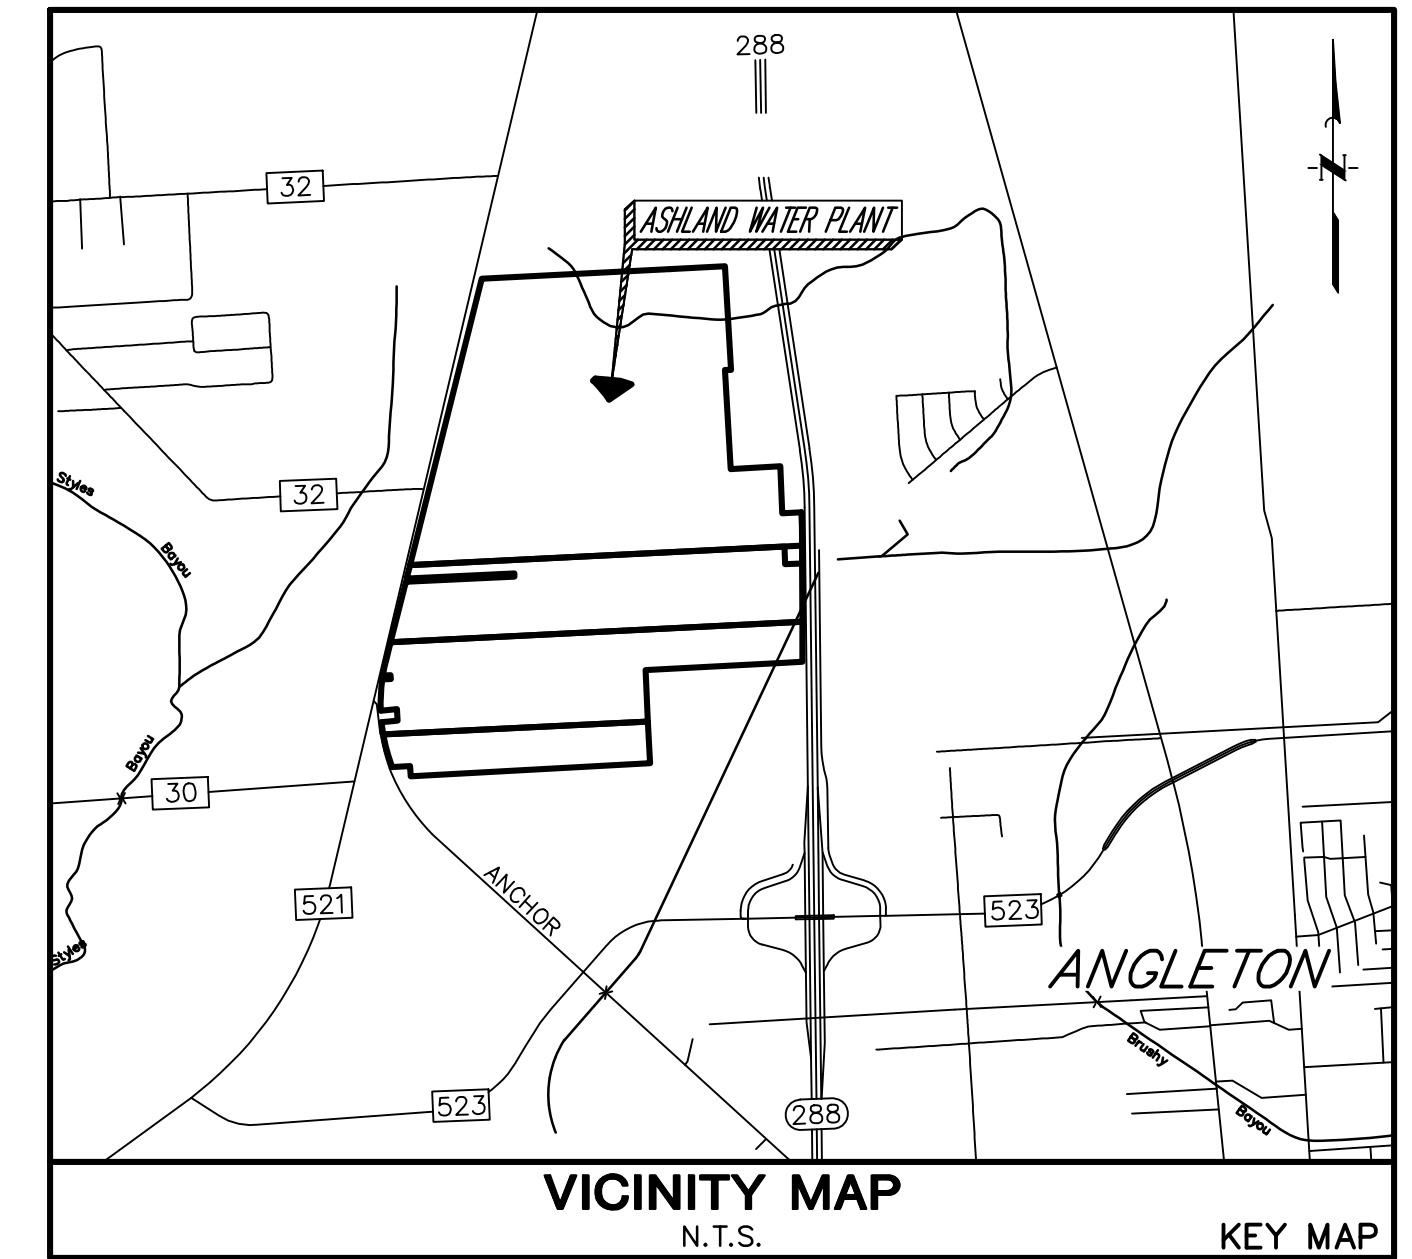 288
N
32
ASHLAND WATER PLANT
32
Styles
Bayou
Bayou
30
521
ANCHOR
523
Styles
ANGLETON
Brushy
523
288
Bayou
VICINITY MAP
N.T.S.
KEY MAP